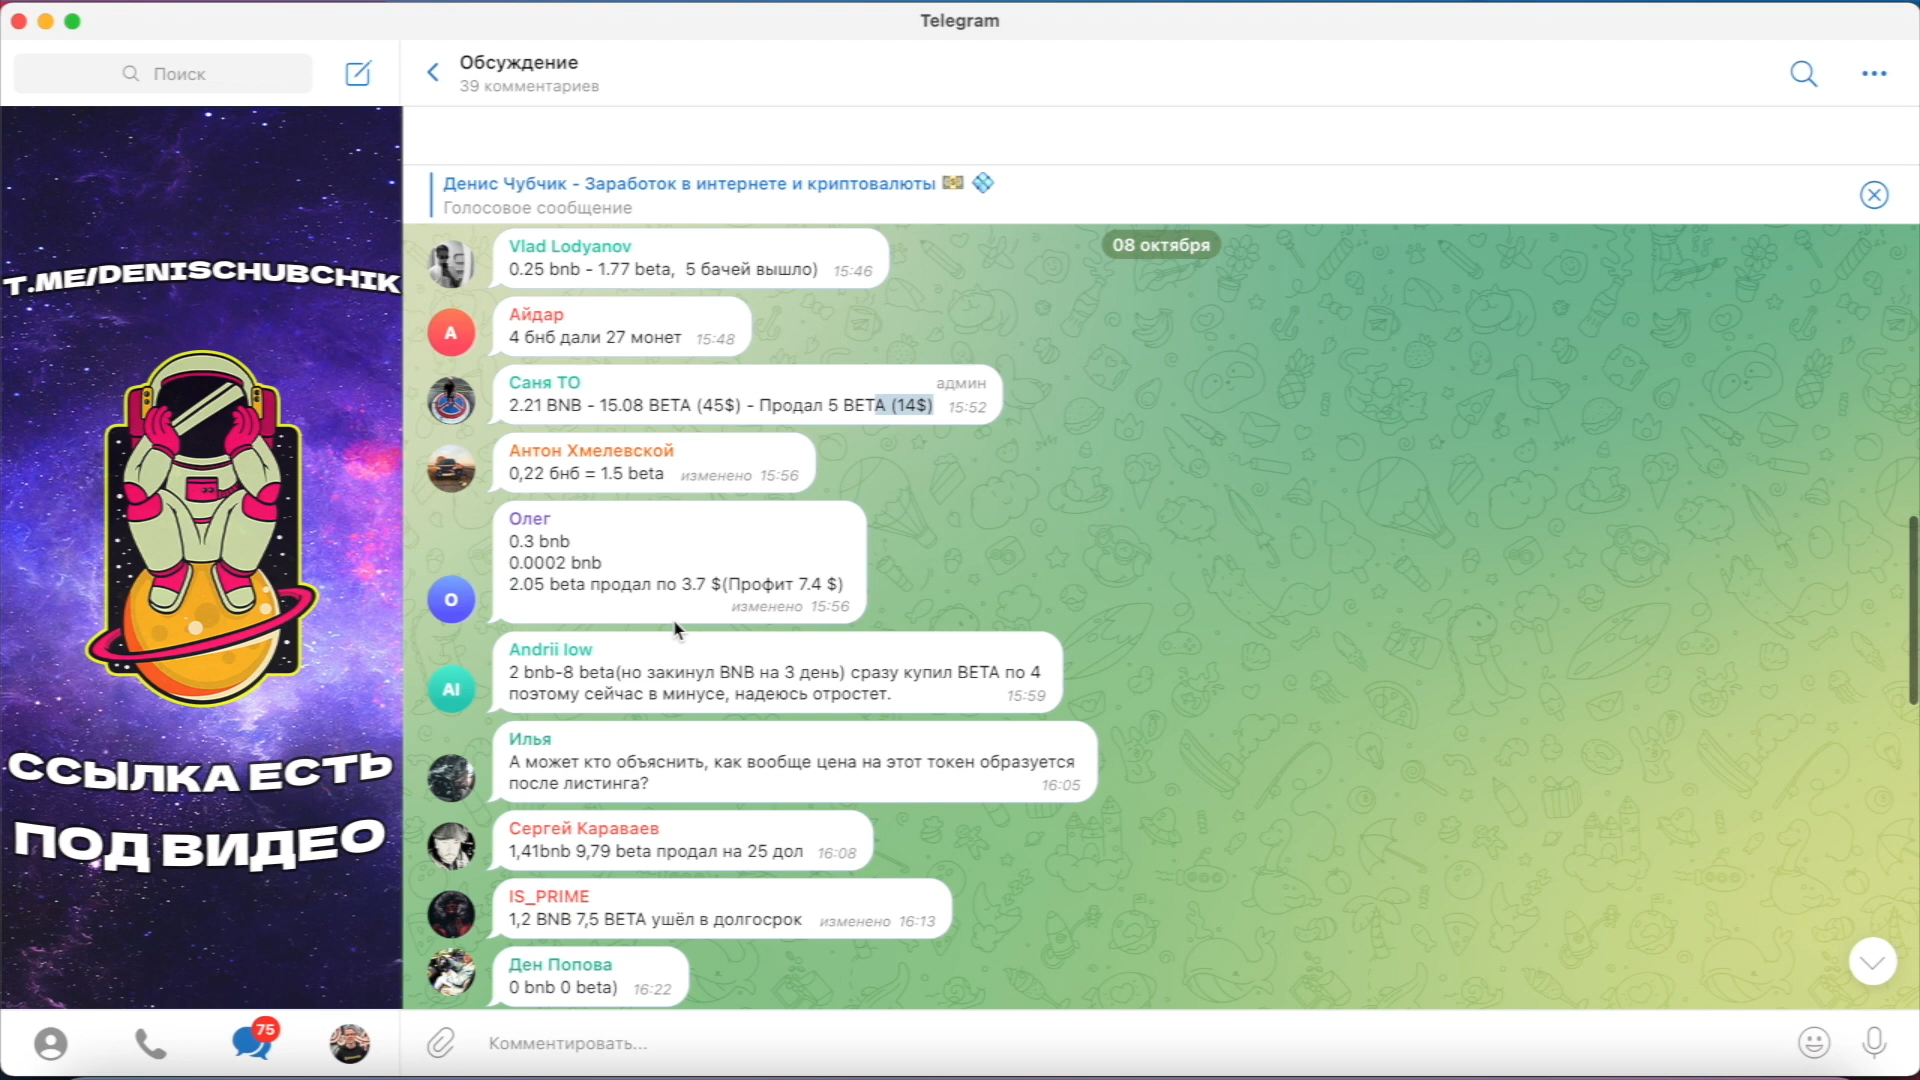 Telegram
Поиск
Обсуждение
39 комментариев
Денис Чубчик - Заработок в интернете и криптовалюты
Голосовое сообщение
08 октября
Vlad Lodyanov
0.25 bnb - 1.77 beta, 5 бачей вышло) 15:46
А
Айдар
4 бнб дали 27 монет 15:48
Саня ТО админ
2.21 BNB - 15.08 BETA (45$) - Продал 5 BETA (14$) 15:52
Антон Хмелевской
0,22 бнб = 1.5 beta изменено 15:56
Олег
0.3 bnb
0.0002 bnb
2.05 beta продал по 3.7 $(Профит 7.4 $)
О
изменено 15:56
Andrii low
2 bnb-8 beta(но закинул BNB на 3 день) сразу купил BETA по 4
AI
поэтому сейчас в минусе, надеюсь отростет. 15:59
Илья
А может кто объяснить, как вообще цена на этот токен образуется
после листинга? 16:05
Сергей Караваев
1,41bnb 9,79 beta продал на 25 дол 16:08
IS_PRIME
1,2 BNB 7,5 BETA ушёл в долгосрок изменено 16:13
Ден Попова
0 bnb 0 beta) 16:22
Комментировать...
T.ME/DENISCHUBCHIK
ССЫЛКА ЕСТЬ
ПОД ВИДЕО
75